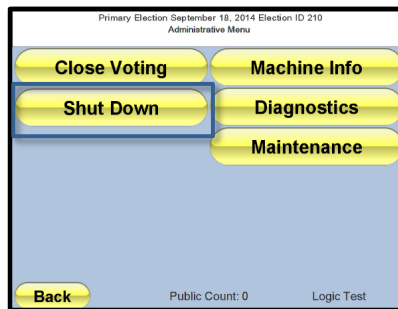 Primary Election September 18, 2014 Election ID 210
Administrative Menu
Close Voting
Machine Info
Shut Down
Diagnostics
Maintenance
Back
Public Count: 0
Logic Test